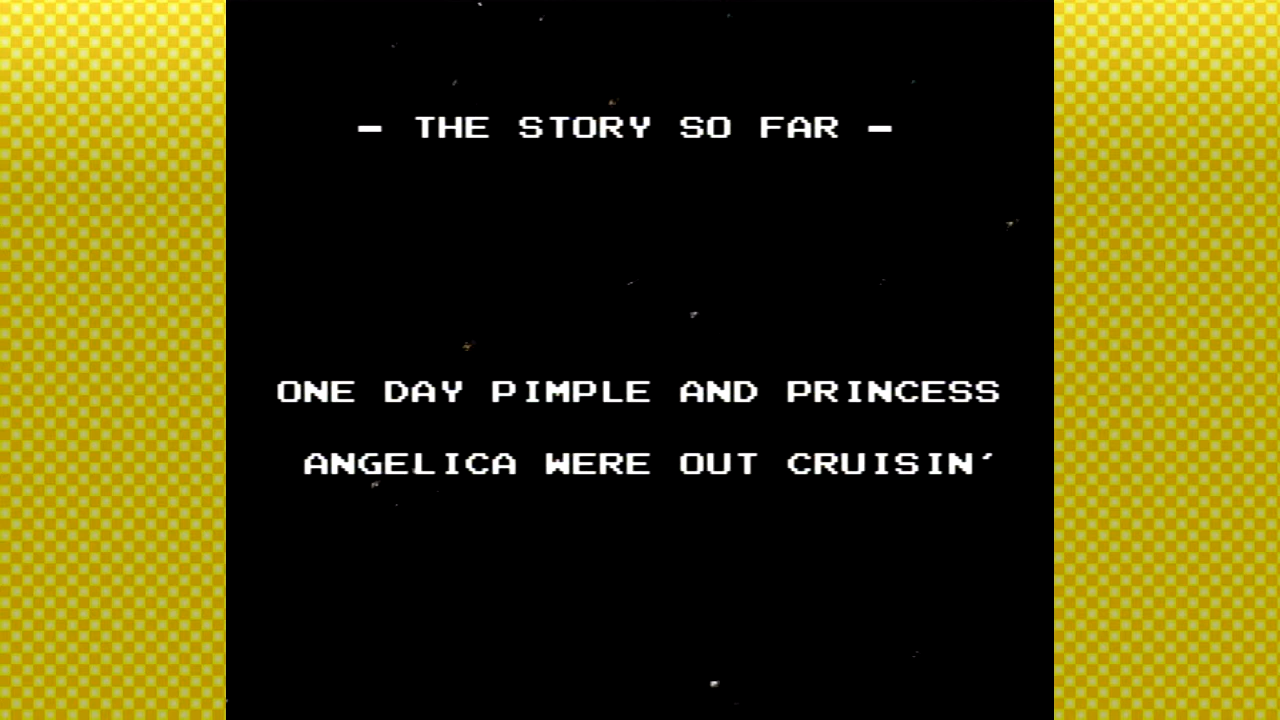 - THE STORY SO FAR -
ONE DAY PIMPLE AND PRINCESS
ANGELICA WERE OUT CRUISIN'